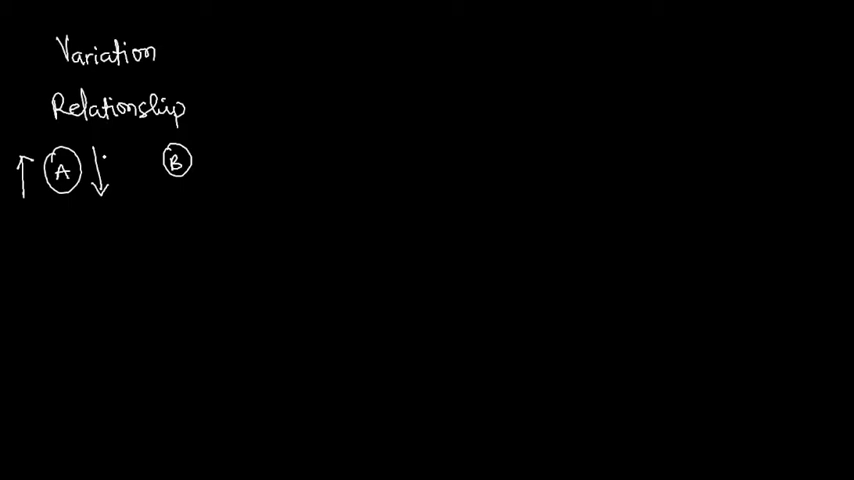 Variation
Relationship
↑ A ↓ B